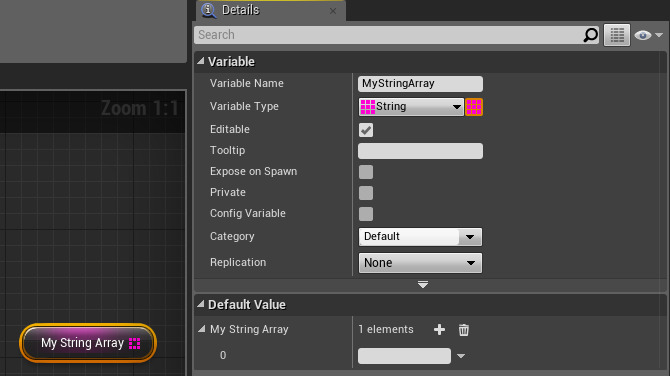 Details
Search
Zoom 1:1
Variable
Variable Name MyStringArray
Variable Type String
Editable
Tooltip
Expose on Spawn
Private
Config Variable
Category Default
Replication None
Default Value
My String Array 1 elements
0
My String Array